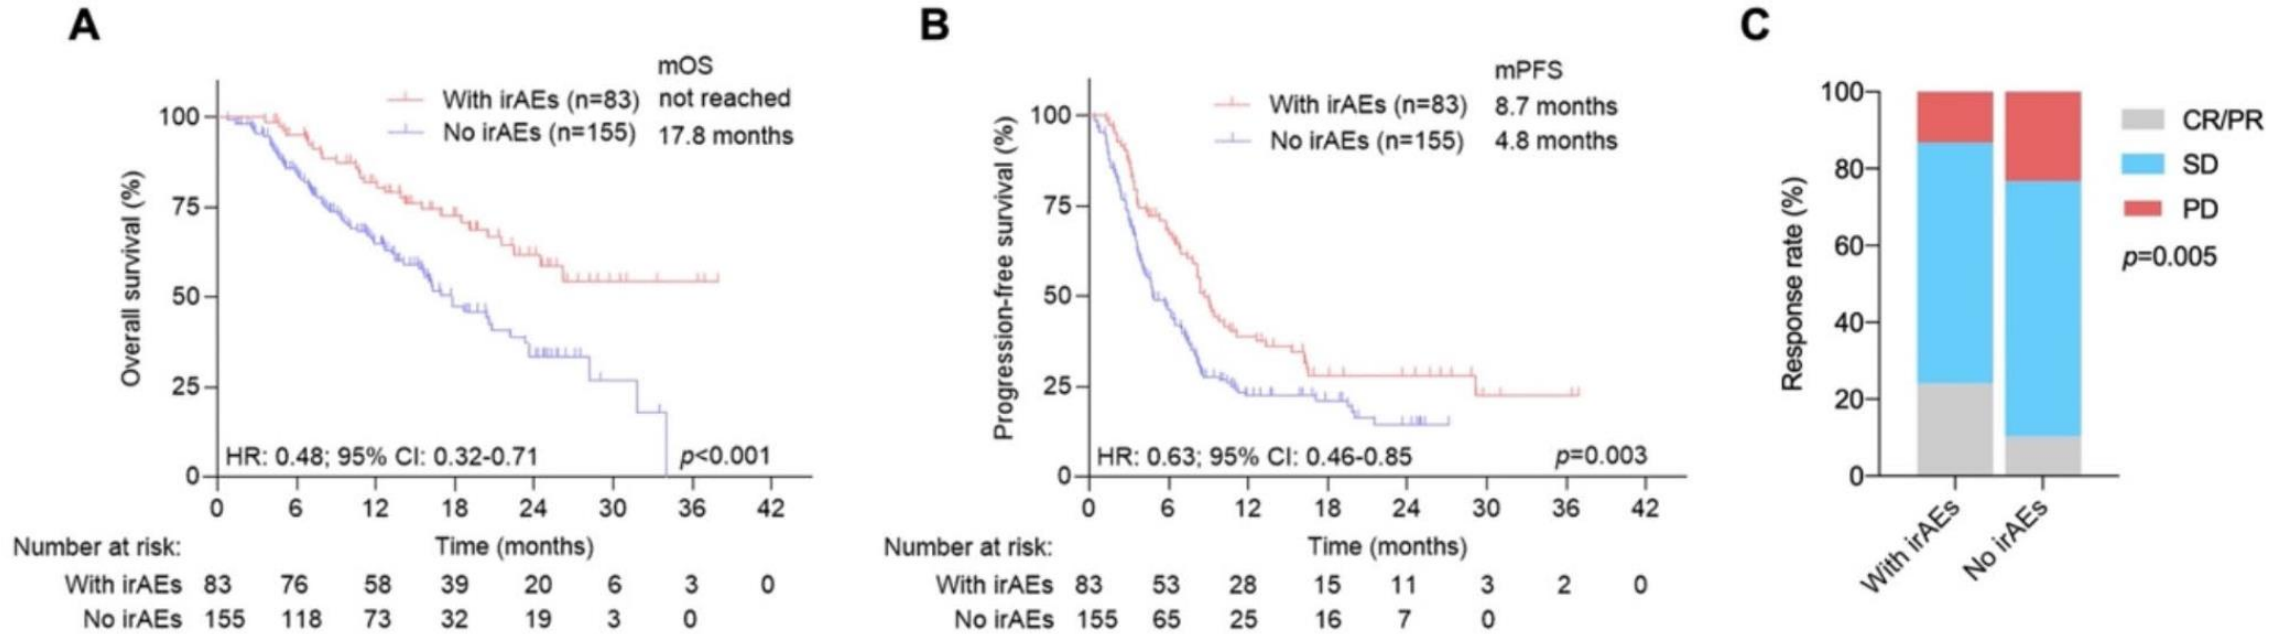 A
mOS
With irAEs (n=83) not reached
No irAEs (n=155) 17.8 months
Overall survival (%)
100
75
50
25
0
HR: 0.48; 95% CI: 0.32-0.71 p<0.001
0 6 12 18 24 30 36 42
Number at risk: Time (months)
With irAEs 83 76 58 39 20 6 3 0
No irAEs 155 118 73 32 19 3 0
B
mPFS
With irAEs (n=83) 8.7 months
No irAEs (n=155) 4.8 months
Progression-free survival (%)
100
75
50
25
0
HR: 0.63; 95% CI: 0.46-0.85 p=0.003
0 6 12 18 24 30 36 42
Number at risk: Time (months)
With irAEs 83 53 28 15 11 3 2 0
No irAEs 155 65 25 16 7 0
C
Response rate (%)
100
80
60
40
20
0
With irAEs
No irAEs
CR/PR
SD
PD
p=0.005